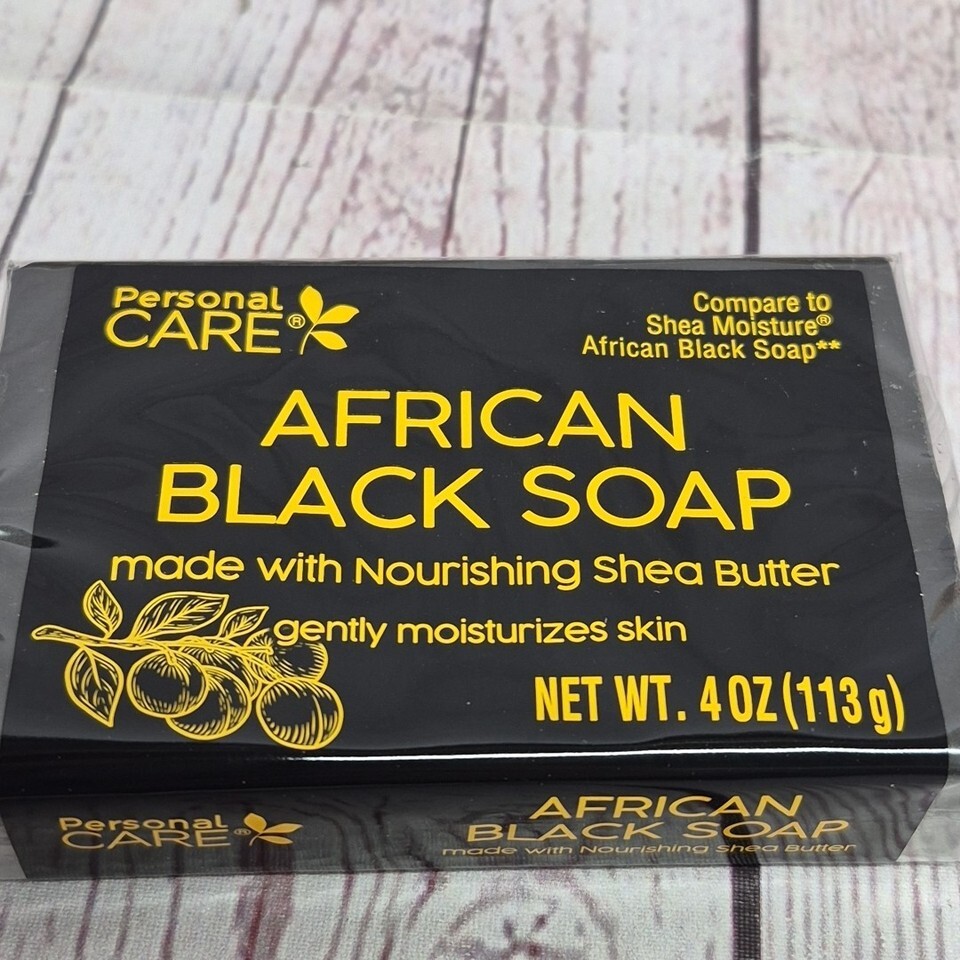 Personal
CARE®
Compare to
Shea Moisture®
African Black Soap**
AFRICAN
BLACK SOAP
made with Nourishing Shea Butter
gently moisturizes skin
NET WT. 4 OZ (113 g)
Personal
CARE®
AFRICAN
BLACK SOAP
made with Nourishing Shea Butter